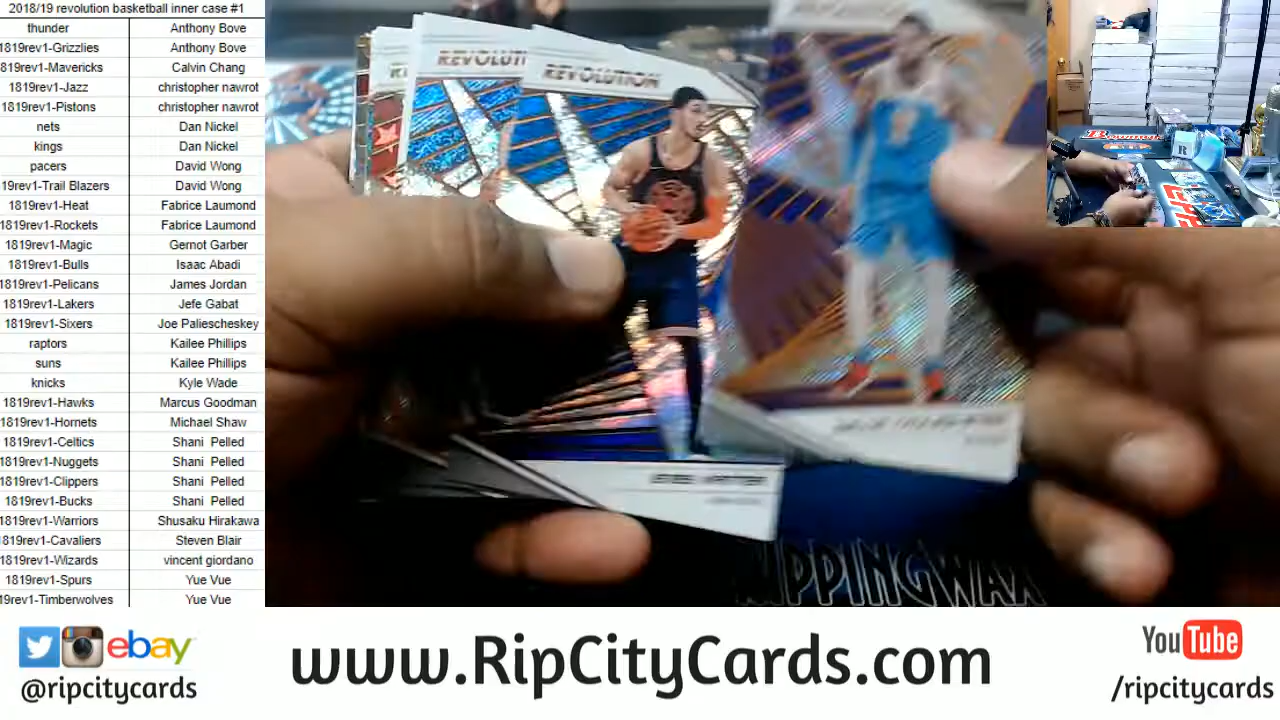 2018/19 revolution basketball inner case #1
thunder Anthony Bove
1819rev1-Grizzlies Anthony Bove
1819rev1-Mavericks Calvin Chang
1819rev1-Jazz christopher nawrot
1819rev1-Pistons christopher nawrot
nets Dan Nickel
kings Dan Nickel
pacers David Wong
19rev1-Trail Blazers David Wong
1819rev1-Heat Fabrice Laumond
1819rev1-Rockets Fabrice Laumond
1819rev1-Magic Gernot Garber
1819rev1-Bulls Isaac Abadi
1819rev1-Pelicans James Jordan
1819rev1-Lakers Jefe Gabat
1819rev1-Sixers Joe Paliescheskey
raptors Kailee Phillips
suns Kailee Phillips
knicks Kyle Wade
1819rev1-Hawks Marcus Goodman
1819rev1-Hornets Michael Shaw
1819rev1-Celtics Shani Pelled
1819rev1-Nuggets Shani Pelled
1819rev1-Clippers Shani Pelled
1819rev1-Bucks Shani Pelled
1819rev1-Warriors Shusaku Hirakawa
1819rev1-Cavaliers Steven Blair
1819rev1-Wizards vincent giordano
1819rev1-Spurs Yue Vue
19rev1-Timberwolves Yue Vue
REVOLUTI
REVOLUTION
RIPPINGWAX
ebay
@ripcitycards
www.RipCityCards.com
YouTube
/ripcitycards